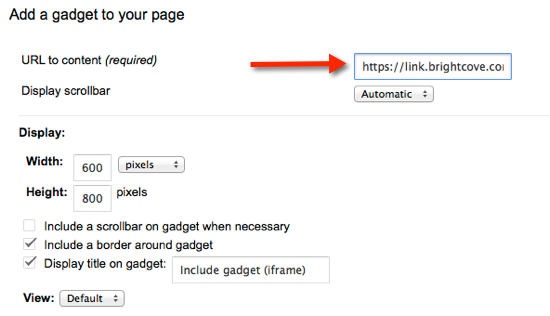 Add a gadget to your page
URL to content (required) https://link.brightcove.co
Display scrollbar Automatic
Display:
Width: 600 pixels
Height: 800 pixels
Include a scrollbar on gadget when necessary
Include a border around gadget
Display title on gadget: Include gadget (iframe)
View: Default